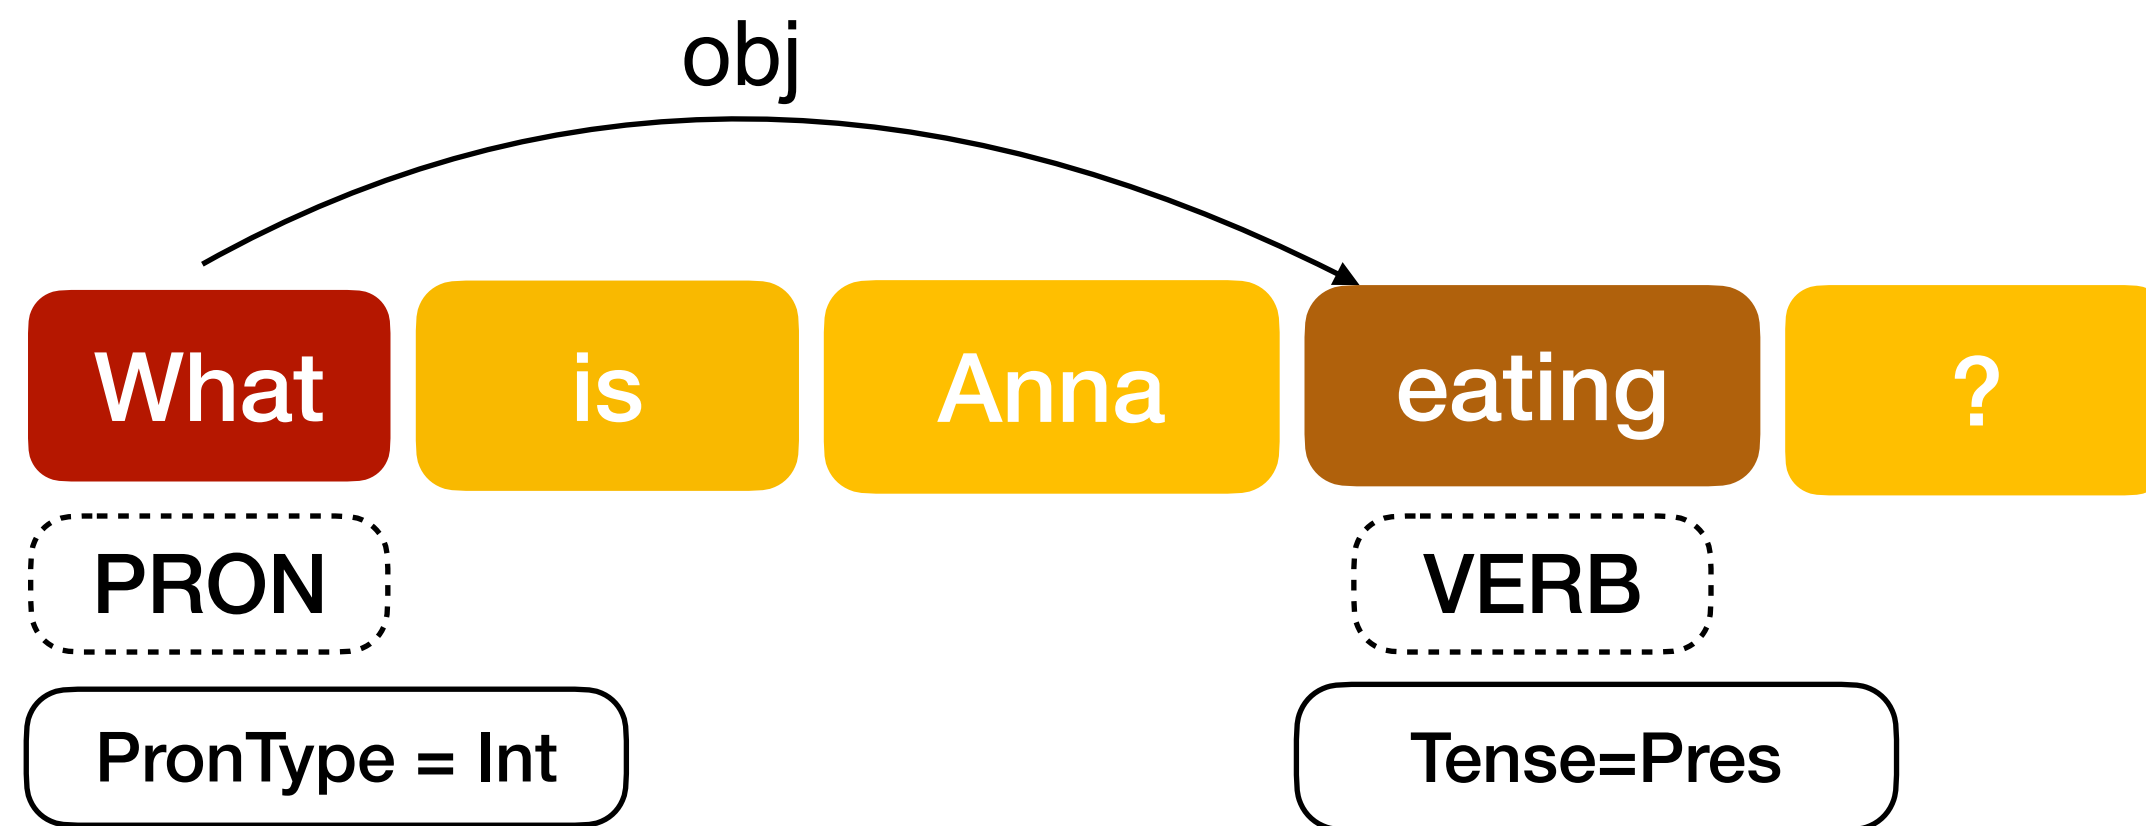 obj
What is Anna eating ?
PRON VERB
PronType = Int Tense=Pres